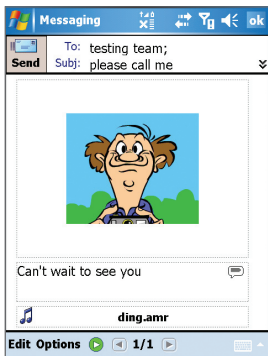 Messaging
ok
Send
To: testing team;
Subj: please call me
Can't wait to see you
ding.amr
Edit Options 1/1